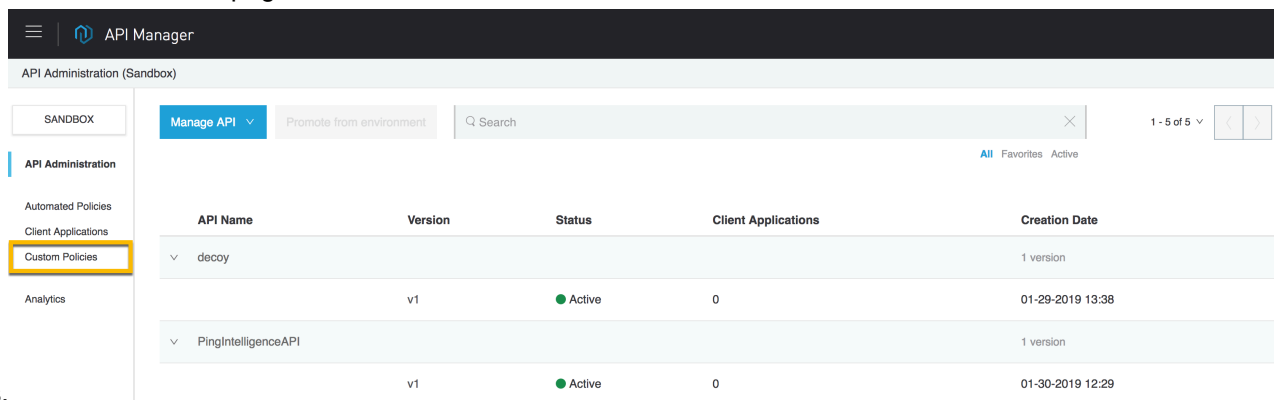 API Manager
API Administration (Sandbox)
SANDBOX
Manage API
Promote from environment
Search
1 - 5 of 5
All Favorites Active
API Administration
Automated Policies
Client Applications
Custom Policies
Analytics
API Name Version Status Client Applications Creation Date
decoy 1 version
v1 Active 0 01-29-2019 13:38
PingIntelligenceAPI 1 version
v1 Active 0 01-30-2019 12:29